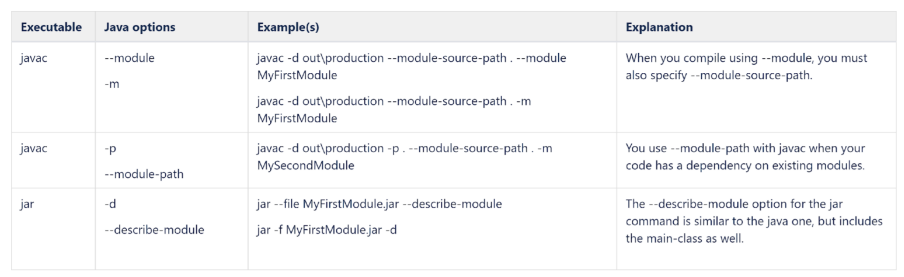 Executable Java options Example(s) Explanation
javac
--module
-m
javac -d out\production --module-source-path . --module
MyFirstModule
javac -d out\production --module-source-path . -m
MyFirstModule
When you compile using --module, you must
also specify --module-source-path.
javac
-p
--module-path
javac -d out\production -p . --module-source-path . -m
MySecondModule
You use --module-path with javac when your
code has a dependency on existing modules.
jar
-d
--describe-module
jar --file MyFirstModule.jar --describe-module
jar -f MyFirstModule.jar -d
The --describe-module option for the jar
command is similar to the java one, but includes
the main-class as well.